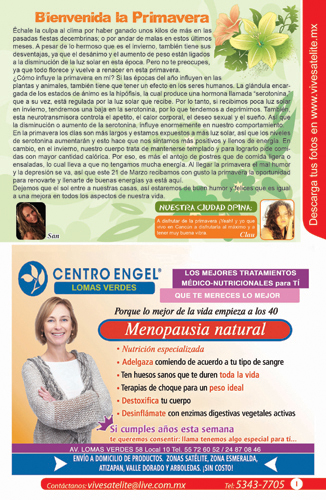 Bienvenida la Primavera
Échale la culpa al clima por haber ganado unos kilos de más en las
pasadas fiestas decembrinas; o por andar de malas en estos últimos
meses. A pesar de lo hermoso que es el invierno, también tiene sus
desventajas, ya que el desánimo y el aumento de peso están ligados
a la disminución de luz solar en esta época. Pero no te preocupes,
ya que todo florece y vuelve a renacer en esta primavera.
¿Cómo influye la primavera en mi? Si las épocas del año influyen en las
plantas y animales, también tiene que tener un efecto en los seres humanos. La glándula encar-
gada de los estados de ánimo es la hipófisis, la cual produce una hormona llamada "serotonina",
que a su vez, está regulada por la luz solar que recibe. Por lo tanto, si recibimos poca luz solar
en invierno, tendremos una baja en la serotonina, por lo que tendemos a deprimirnos. También,
esta neurotransmisora controla el apetito, el calor corporal, el deseo sexual y el sueño. Así que
la disminución o aumento de la serotonina, influye enormemente en nuestro comportamiento.
En la primavera los días son más largos y estamos expuestos a más luz solar, así que los niveles
de serotonina aumentarán y esto hace que nos sintamos más positivos y llenos de energía. En
cambio, en el invierno, nuestro cuerpo trata de mantenerse templado y para lograrlo pide comi-
das con mayor cantidad calórica. Por eso, es más el antojo de postres que de comida ligera o
ensaladas, lo cual lleva a que no tengamos mucha energía. Al llegar la primavera el mal humor
y la depresión se va, así que este 21 de Marzo recibamos con gusto la primavera la oportunidad
para renovarte y llenarte de buenas energías ya está aquí.
Dejemos que el sol entre a nuestras casas, así estaremos de buen humor y felices que es igual
a una mejora en todos los aspectos de nuestra vida.
Descarga tus fotos en www.vivesatelite.mx
NUESTRA CIUDAD OPINA:
A disfrutar de la primavera ¡Yeah! y yo que
vivo en Cancún a disfrutarla al máximo y a
tener muy buena vibra.
San
Clau
CENTRO ENGEL®
LOMAS VERDES
LOS MEJORES TRATAMIENTOS
MÉDICO-NUTRICIONALES para TÍ
QUE TE MERECES LO MEJOR
Porque lo mejor de la vida empieza a los 40
Menopausia natural
• Nutrición especializada
• Adelgaza comiendo de acuerdo a tu tipo de sangre
• Ten huesos sanos que te duren toda la vida
• Terapias de choque para un peso ideal
• Destoxifica tu cuerpo
• Desinflámate con enzimas digestivas vegetales activas
Si cumples años esta semana
te queremos consentir: llama tenemos algo especial para tí...
AV. LOMAS VERDES 58 Local 10 Tel. 55 72 60 52 / 24 87 08 46
ENVÍO A DOMICILIO DE PRODUCTOS. ZONAS SATÉLITE, ZONA ESMERALDA,
ATIZAPAN, VALLE DORADO Y ARBOLEDAS. ¡SIN COSTO!
Contáctanos: vivesatelite@live.com.mx
Tel. 5343-7705
1